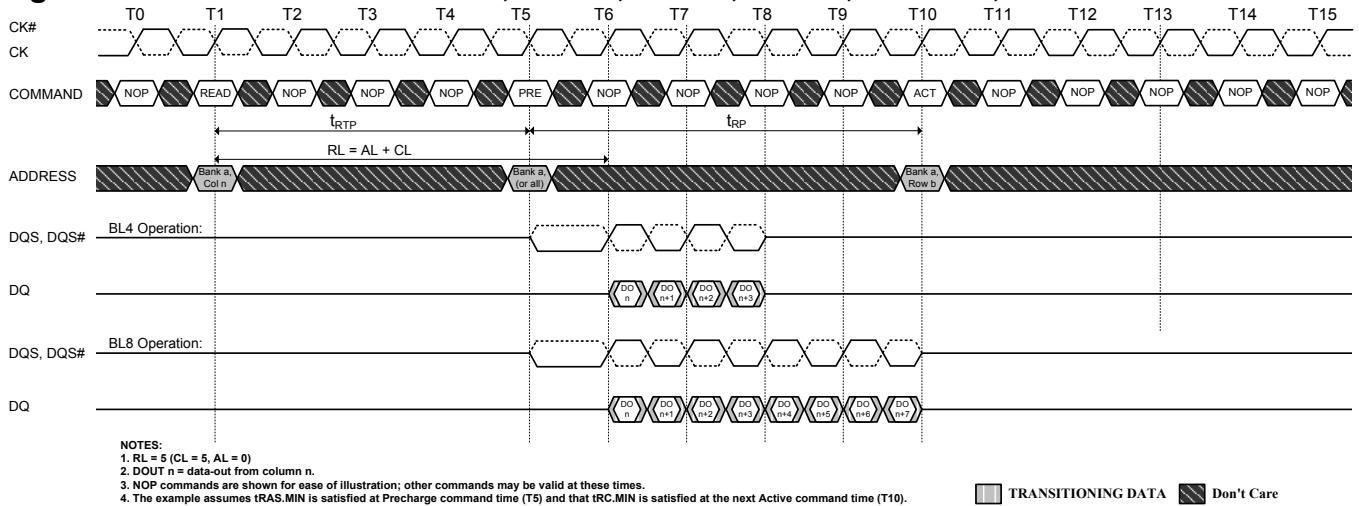 T0 T1 T2 T3 T4 T5 T6 T7 T8 T9 T10 T11 T12 T13 T14 T15
CK#
CK
COMMAND NOP READ NOP NOP NOP PRE NOP NOP NOP NOP ACT NOP NOP NOP NOP NOP
tRTP tRP
RL = AL + CL
ADDRESS Bank a, Col n Bank a, (or all) Bank a, Row b
BL4 Operation:
DQS, DQS#
DQ DO n DO n+1 DO n+2 DO n+3
BL8 Operation:
DQS, DQS#
DQ DO n DO n+1 DO n+2 DO n+3 DO n+4 DO n+5 DO n+6 DO n+7
NOTES:
1. RL = 5 (CL = 5, AL = 0)
2. DOUT n = data-out from column n.
3. NOP commands are shown for ease of illustration; other commands may be valid at these times.
4. The example assumes tRAS.MIN is satisfied at Precharge command time (T5) and that tRC.MIN is satisfied at the next Active command time (T10).
TRANSITIONING DATA Don't Care